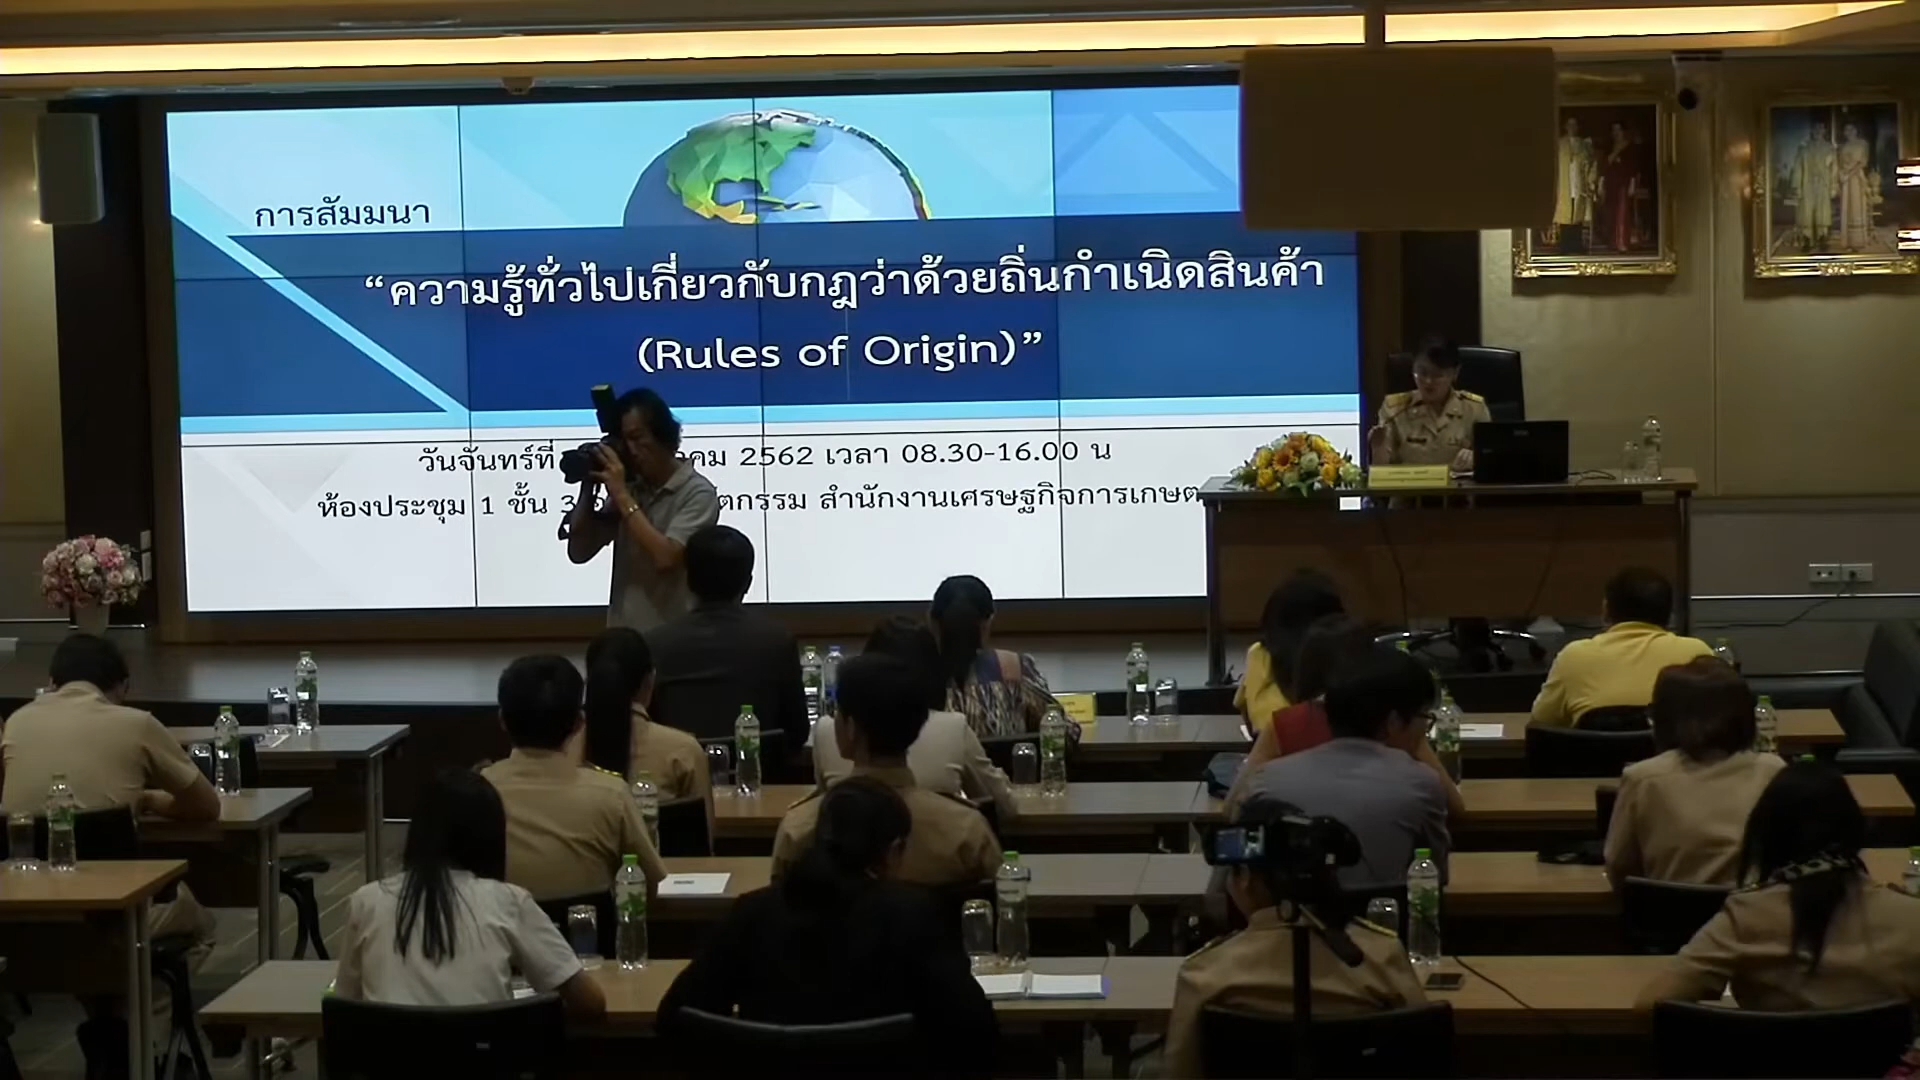 การสัมมนา
“ความรู้ทั่วไปเกี่ยวกับกฎว่าด้วยถิ่นกำเนิดสินค้า
(Rules of Origin)”
วันจันทร์ที่ คม 2562 เวลา 08.30-16.00 น
ห้องประชุม 1 ชั้น 3 ตกรรม สำนักงานเศรษฐกิจการเกษต